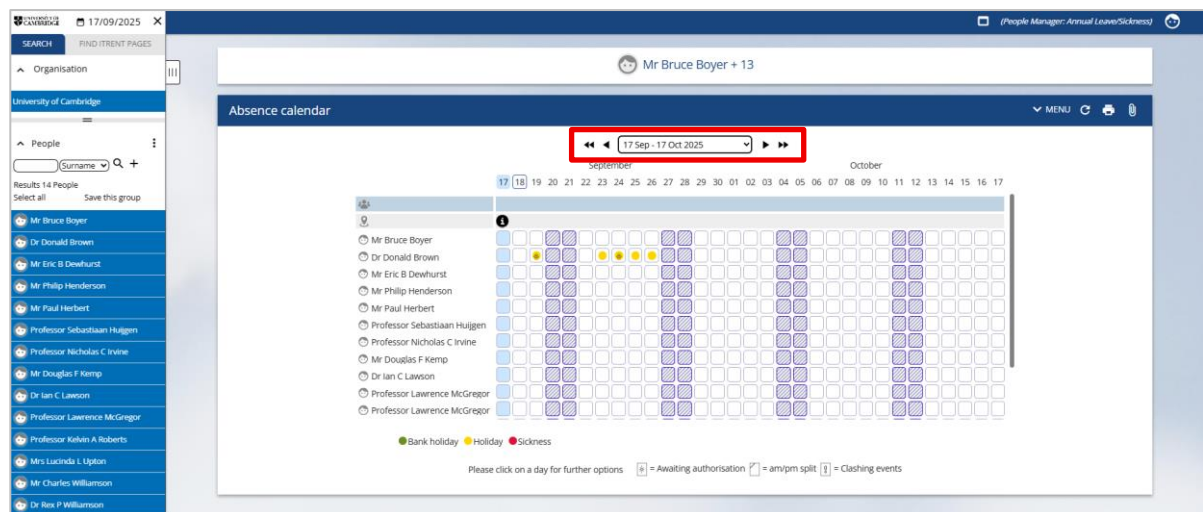 UNIVERSITY OF CAMBRIDGE 17/09/2025
(People Manager: Annual Leave/Sickness)
SEARCH FIND ITRENT PAGES
Organisation
University of Cambridge
People
Surname
Results 14 People
Select all Save this group
Mr Bruce Boyer
Dr Donald Brown
Mr Eric B Dewhurst
Mr Philip Henderson
Mr Paul Herbert
Professor Sebastiaan Huijgen
Professor Nicholas C Irvine
Mr Douglas F Kemp
Dr Ian C Lawson
Professor Lawrence McGregor
Professor Kelvin A Roberts
Mrs Lucinda L Upton
Mr Charles Williamson
Dr Rex P Williamson
Mr Bruce Boyer + 13
Absence calendar MENU
17 Sep - 17 Oct 2025
September October
17 18 19 20 21 22 23 24 25 26 27 28 29 30 01 02 03 04 05 06 07 08 09 10 11 12 13 14 15 16 17
Mr Bruce Boyer
Dr Donald Brown
Mr Eric B Dewhurst
Mr Philip Henderson
Mr Paul Herbert
Professor Sebastiaan Huijgen
Professor Nicholas C Irvine
Mr Douglas F Kemp
Dr Ian C Lawson
Professor Lawrence McGregor
Professor Lawrence McGregor
Bank holiday Holiday Sickness
Please click on a day for further options = Awaiting authorisation = am/pm split = Clashing events